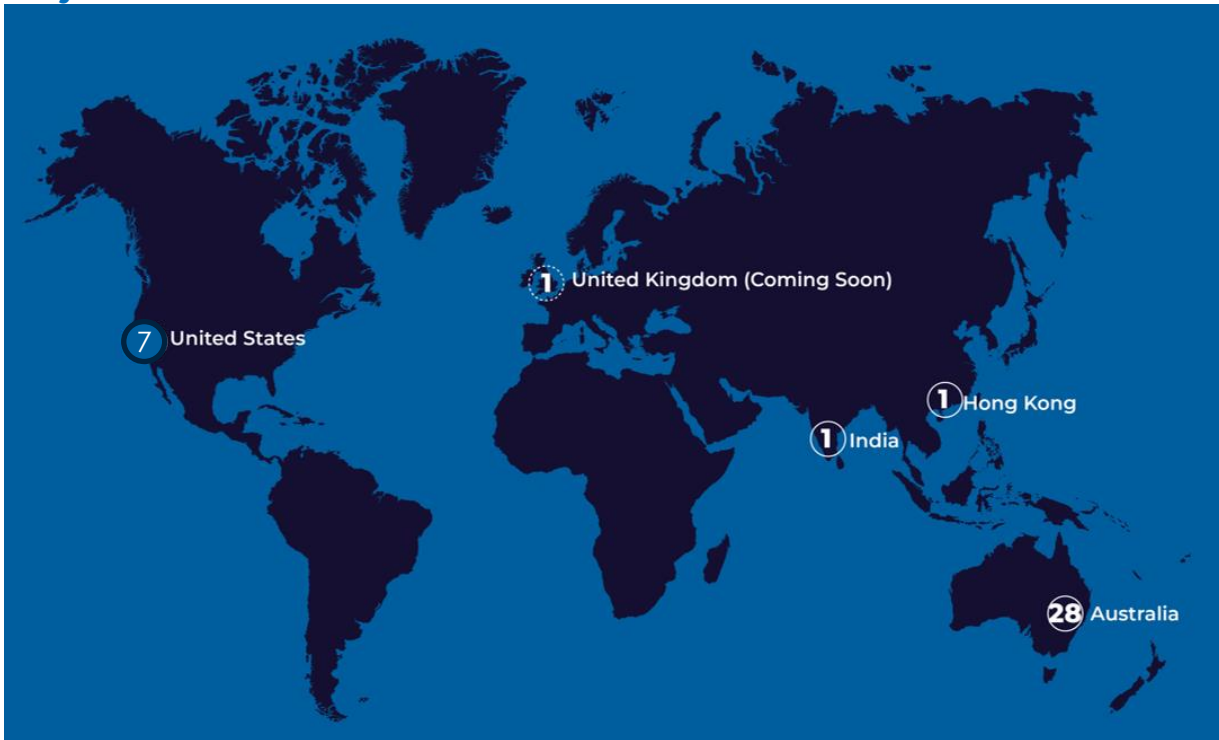 1 United Kingdom (Coming Soon)
7 United States
1 Hong Kong
1 India
28 Australia